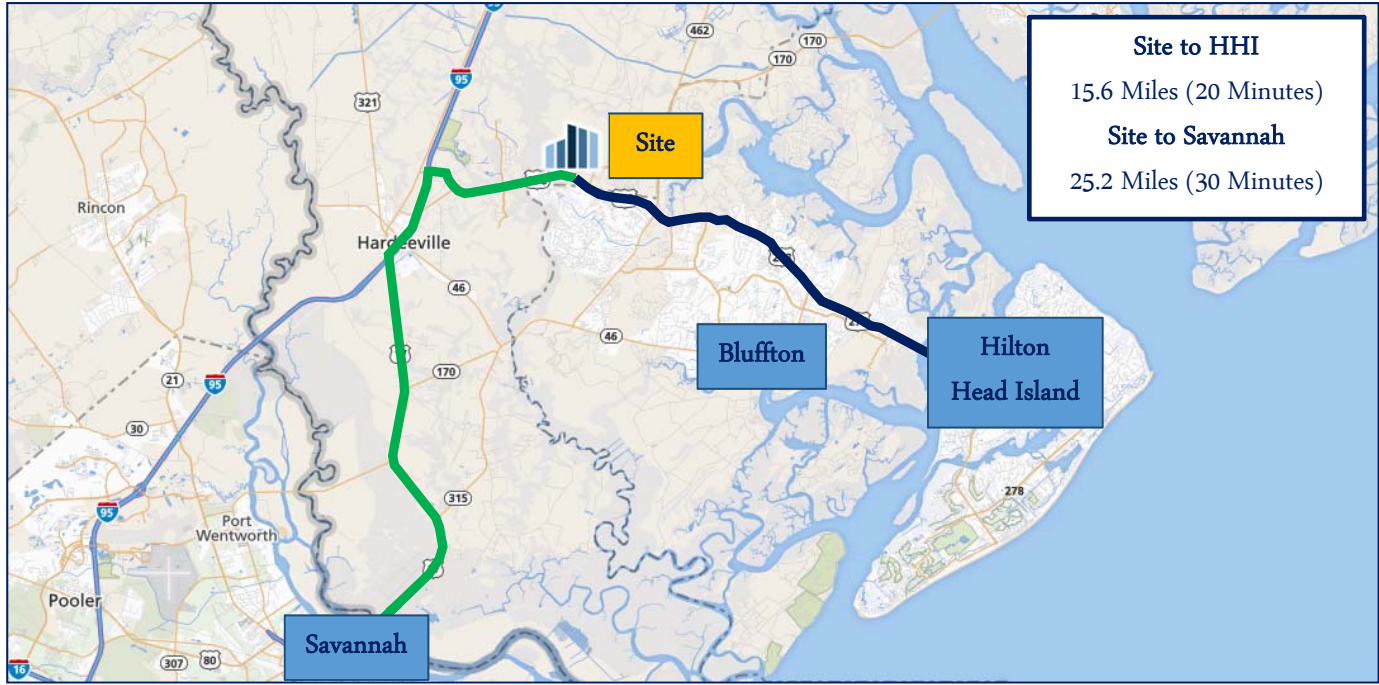 462
170
170
95
321
Site to HHI
15.6 Miles (20 Minutes)
Site to Savannah
25.2 Miles (30 Minutes)
Site
Rincon
Hardeeville
46
46
Bluffton
Hilton
Head Island
21
95
170
30
315
278
95
Port
Wentworth
Pooler
Savannah
307
80
16